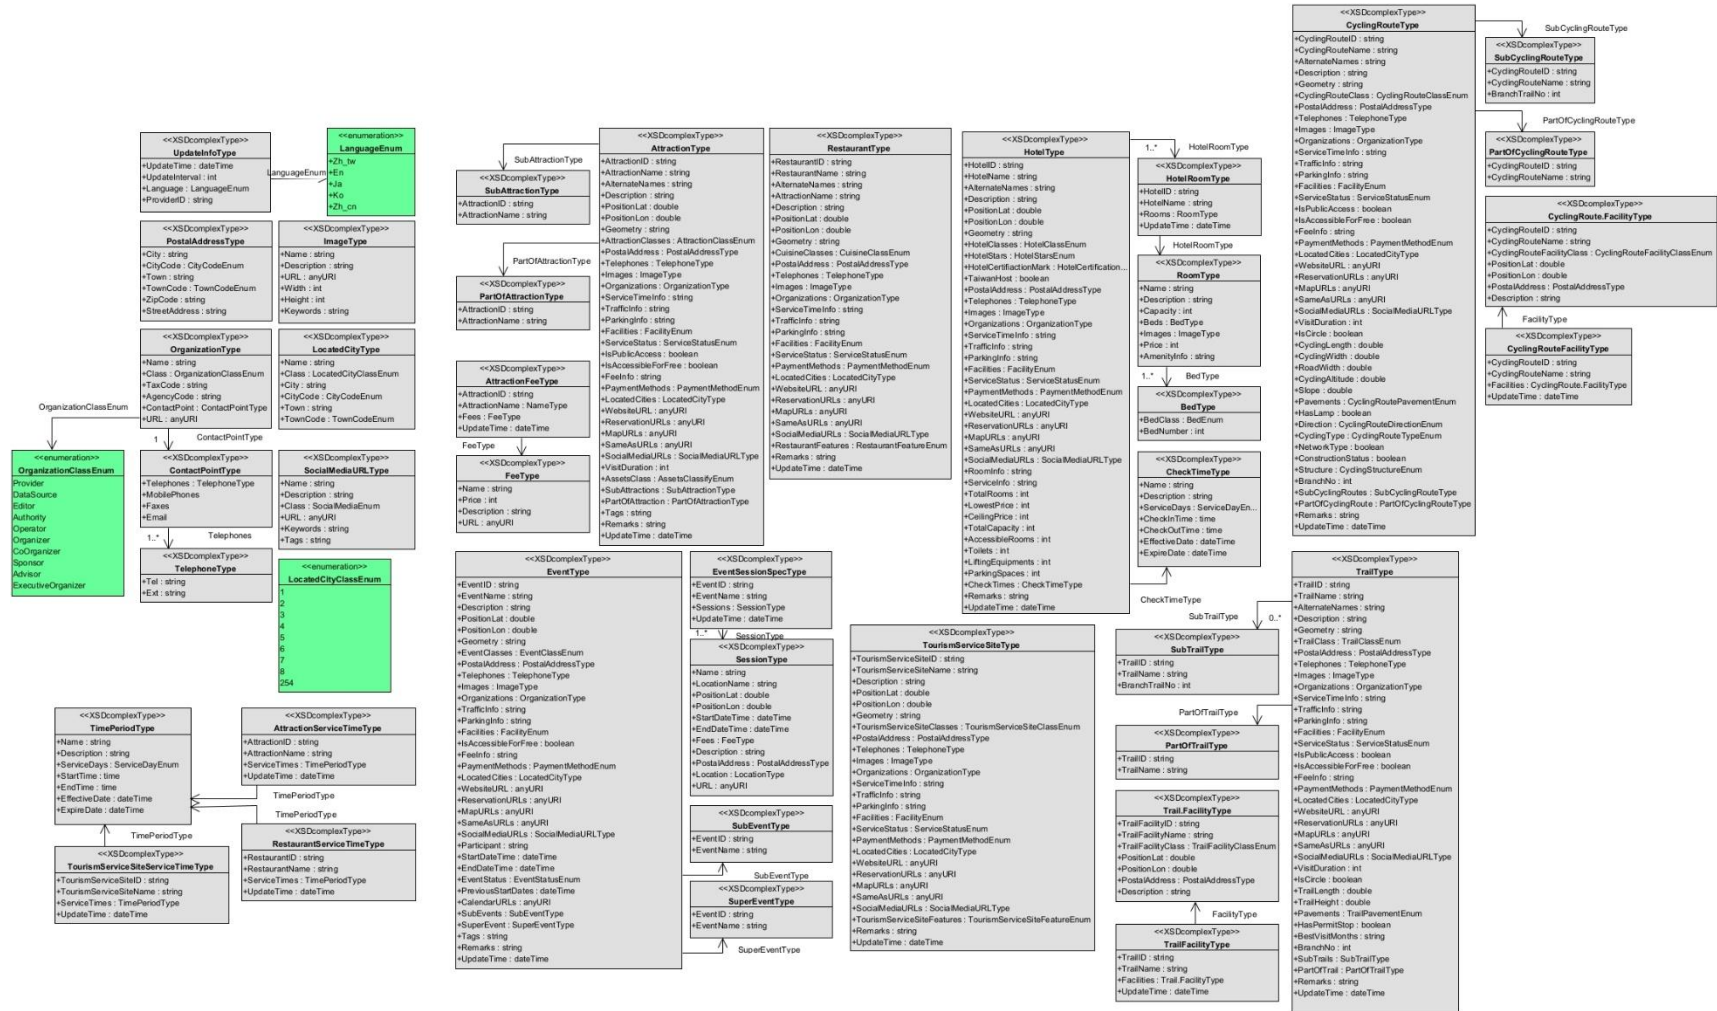 <<XSDcomplexType>>
UpdateInfoType
+UpdateTime : dateTime
+UpdateInterval : int
+Language : LanguageEnum
+ProviderID : string
LanguageEnum
<<enumeration>>
LanguageEnum
+Zh_tw
+En
+Ja
+Ko
+Zh_cn
<<XSDcomplexType>>
PostalAddressType
+City : string
+CityCode : CityCodeEnum
+Town : string
+TownCode : TownCodeEnum
+ZipCode : string
+StreetAddress : string
<<XSDcomplexType>>
ImageType
+Name : string
+Description : string
+URL : anyURI
+Width : int
+Height : int
+Keywords : string
<<XSDcomplexType>>
OrganizationType
+Name : string
+Class : OrganizationClassEnum
+TaxCode : string
+AgencyCode : string
+ContactPoint : ContactPointType
+URL : anyURI
<<XSDcomplexType>>
LocatedCityType
+Name : string
+Class : LocatedCityClassEnum
+City : string
+CityCode : CityCodeEnum
+Town : string
+TownCode : TownCodeEnum
OrganizationClassEnum
1
ContactPointType
<<enumeration>>
OrganizationClassEnum
Provider
DataSource
Editor
Authority
Operator
Organizer
CoOrganizer
Sponsor
Advisor
ExecutiveOrganizer
<<XSDcomplexType>>
ContactPointType
+Telephones : TelephoneType
+MobilePhones
+Faxes
+Email
1..*
Telephones
<<XSDcomplexType>>
TelephoneType
+Tel : string
+Ext : string
<<XSDcomplexType>>
SocialMediaURLType
+Name : string
+Description : string
+Class : SocialMediaEnum
+URL : anyURI
+Keywords : string
+Tags : string
<<enumeration>>
LocatedCityClassEnum
1
2
3
4
5
6
7
8
254
<<XSDcomplexType>>
TimePeriodType
+Name : string
+Description : string
+ServiceDays : ServiceDayEnum
+StartTime : time
+EndTime : time
+EffectiveDate : dateTime
+ExpireDate : dateTime
<<XSDcomplexType>>
AttractionServiceTimeType
+AttractionID : string
+AttractionName : string
+ServiceTimes : TimePeriodType
+UpdateTime : dateTime
TimePeriodType
TimePeriodType
TimePeriodType
<<XSDcomplexType>>
TourismServiceSiteServiceTimeType
+TourismServiceSiteID : string
+TourismServiceSiteName : string
+ServiceTimes : TimePeriodType
+UpdateTime : dateTime
<<XSDcomplexType>>
RestaurantServiceTimeType
+RestaurantID : string
+RestaurantName : string
+ServiceTimes : TimePeriodType
+UpdateTime : dateTime
SubAttractionType
<<XSDcomplexType>>
SubAttractionType
+AttractionID : string
+AttractionName : string
PartOfAttractionType
<<XSDcomplexType>>
PartOfAttractionType
+AttractionID : string
+AttractionName : string
<<XSDcomplexType>>
AttractionFeeType
+AttractionID : string
+AttractionName : NameType
+Fees : FeeType
+UpdateTime : dateTime
FeeType
<<XSDcomplexType>>
FeeType
+Name : string
+Price : int
+Description : string
+URL : anyURI
<<XSDcomplexType>>
AttractionType
+AttractionID : string
+AttractionName : string
+AlternateNames : string
+Description : string
+PositionLat : double
+PositionLon : double
+Geometry : string
+AttractionClasses : AttractionClassEnum
+PostalAddress : PostalAddressType
+Telephones : TelephoneType
+Images : ImageType
+Organizations : OrganizationType
+ServiceTimeInfo : string
+TrafficInfo : string
+ParkingInfo : string
+Facilities : FacilityEnum
+ServiceStatus : ServiceStatusEnum
+IsPublicAccess : boolean
+IsAccessibleForFree : boolean
+FeeInfo : string
+PaymentMethods : PaymentMethodEnum
+LocatedCities : LocatedCityType
+WebsiteURL : anyURI
+ReservationURLs : anyURI
+MapURLs : anyURI
+SameAsURLs : anyURI
+SocialMediaURLs : SocialMediaURLType
+VisitDuration : int
+AssetsClass : AssetsClassifyEnum
+SubAttractions : SubAttractionType
+PartOfAttraction : PartOfAttractionType
+Tags : string
+Remarks : string
+UpdateTime : dateTime
<<XSDcomplexType>>
RestaurantType
+RestaurantID : string
+RestaurantName : string
+AlternateNames : string
+AttractionName : string
+Description : string
+PositionLat : double
+PositionLon : double
+Geometry : string
+CuisineClasses : CuisineClassEnum
+PostalAddress : PostalAddressType
+Telephones : TelephoneType
+Images : ImageType
+Organizations : OrganizationType
+ServiceTimeInfo : string
+TrafficInfo : string
+ParkingInfo : string
+Facilities : FacilityEnum
+ServiceStatus : ServiceStatusEnum
+PaymentMethods : PaymentMethodEnum
+LocatedCities : LocatedCityType
+WebsiteURL : anyURI
+ReservationURLs : anyURI
+MapURLs : anyURI
+SameAsURLs : anyURI
+SocialMediaURLs : SocialMediaURLType
+RestaurantFeatures : RestaurantFeatureEnum
+Remarks : string
+UpdateTime : dateTime
<<XSDcomplexType>>
EventType
+EventID : string
+EventName : string
+Description : string
+PositionLat : double
+PositionLon : double
+Geometry : string
+EventClasses : EventClassEnum
+PostalAddress : PostalAddressType
+Telephones : TelephoneType
+Images : ImageType
+Organizations : OrganizationType
+TrafficInfo : string
+ParkingInfo : string
+Facilities : FacilityEnum
+IsAccessibleForFree : boolean
+FeeInfo : string
+PaymentMethods : PaymentMethodEnum
+LocatedCities : LocatedCityType
+WebsiteURL : anyURI
+ReservationURLs : anyURI
+MapURLs : anyURI
+SameAsURLs : anyURI
+SocialMediaURLs : SocialMediaURLType
+Participant : string
+StartDateTime : dateTime
+EndDateTime : dateTime
+EventStatus : EventStatusEnum
+PreviousStartDates : dateTime
+CalendarURLs : anyURI
+SubEvents : SubEventType
+SuperEvent : SuperEventType
+Tags : string
+Remarks : string
+UpdateTime : dateTime
<<XSDcomplexType>>
EventSessionSpecType
+EventID : string
+EventName : string
+Sessions : SessionType
+UpdateTime : dateTime
1..*
SessionType
<<XSDcomplexType>>
SessionType
+Name : string
+LocationName : string
+PositionLat : double
+PositionLon : double
+StartDateTime : dateTime
+EndDateTime : dateTime
+Fees : FeeType
+Description : string
+PostalAddress : PostalAddressType
+Location : LocationType
+URL : anyURI
<<XSDcomplexType>>
SubEventType
+EventID : string
+EventName : string
SubEventType
<<XSDcomplexType>>
SuperEventType
+EventID : string
+EventName : string
SuperEventType
<<XSDcomplexType>>
HotelType
+HotelID : string
+HotelName : string
+AlternateNames : string
+Description : string
+PositionLat : double
+PositionLon : double
+Geometry : string
+HotelClasses : HotelClassEnum
+HotelStars : HotelStarsEnum
+HotelCertifiactionMark : HotelCertification...
+TaiwanHost : boolean
+PostalAddress : PostalAddressType
+Telephones : TelephoneType
+Images : ImageType
+Organizations : OrganizationType
+ServiceTimeInfo : string
+TrafficInfo : string
+ParkingInfo : string
+Facilities : FacilityEnum
+ServiceStatus : ServiceStatusEnum
+PaymentMethods : PaymentMethodEnum
+LocatedCities : LocatedCityType
+WebsiteURL : anyURI
+ReservationURLs : anyURI
+MapURLs : anyURI
+SameAsURLs : anyURI
+SocialMediaURLs : SocialMediaURLType
+RoomInfo : string
+ServiceInfo : string
+TotalRooms : int
+LowestPrice : int
+CeilingPrice : int
+TotalCapacity : int
+AccessibleRooms : int
+Toilets : int
+LiftingEquipments : int
+ParkingSpaces : int
+CheckTimes : CheckTimeType
+Remarks : string
+UpdateTime : dateTime
1..*
HotelRoomType
<<XSDcomplexType>>
HotelRoomType
+HotelID : string
+HotelName : string
+Rooms : RoomType
+UpdateTime : dateTime
HotelRoomType
<<XSDcomplexType>>
RoomType
+Name : string
+Description : string
+Capacity : int
+Beds : BedType
+Images : ImageType
+Price : int
+AmenityInfo : string
1..*
BedType
<<XSDcomplexType>>
BedType
+BedClass : BedEnum
+BedNumber : int
<<XSDcomplexType>>
CheckTimeType
+Name : string
+Description : string
+ServiceDays : ServiceDayEn...
+CheckInTime : time
+CheckOutTime : time
+EffectiveDate : dateTime
+ExpireDate : dateTime
CheckTimeType
<<XSDcomplexType>>
TourismServiceSiteType
+TourismServiceSiteID : string
+TourismServiceSiteName : string
+Description : string
+PositionLat : double
+PositionLon : double
+Geometry : string
+TourismServiceSiteClasses : TourismServiceSiteClassEnum
+PostalAddress : PostalAddressType
+Telephones : TelephoneType
+Images : ImageType
+Organizations : OrganizationType
+ServiceTimeInfo : string
+TrafficInfo : string
+ParkingInfo : string
+Facilities : FacilityEnum
+ServiceStatus : ServiceStatusEnum
+PaymentMethods : PaymentMethodEnum
+LocatedCities : LocatedCityType
+WebsiteURL : anyURI
+ReservationURLs : anyURI
+MapURLs : anyURI
+SameAsURLs : anyURI
+SocialMediaURLs : SocialMediaURLType
+TourismServiceSiteFeatures : TourismServiceSiteFeatureEnum
+Remarks : string
+UpdateTime : dateTime
<<XSDcomplexType>>
CyclingRouteType
+CyclingRouteID : string
+CyclingRouteName : string
+AlternateNames : string
+Description : string
+Geometry : string
+CyclingRouteClass : CyclingRouteClassEnum
+PostalAddress : PostalAddressType
+Telephones : TelephoneType
+Images : ImageType
+Organizations : OrganizationType
+ServiceTimeInfo : string
+TrafficInfo : string
+ParkingInfo : string
+Facilities : FacilityEnum
+ServiceStatus : ServiceStatusEnum
+IsPublicAccess : boolean
+IsAccessibleForFree : boolean
+FeeInfo : string
+PaymentMethods : PaymentMethodEnum
+LocatedCities : LocatedCityType
+WebsiteURL : anyURI
+ReservationURLs : anyURI
+MapURLs : anyURI
+SameAsURLs : anyURI
+SocialMediaURLs : SocialMediaURLType
+VisitDuration : int
+IsCircle : boolean
+CyclingLength : double
+CyclingWidth : double
+RoadWidth : double
+CyclingAltitude : double
+Slope : double
+Pavements : CyclingRoutePavementEnum
+HasLamp : boolean
+Direction : CyclingRouteDirectionEnum
+CyclingType : CyclingRouteTypeEnum
+NetworkType : boolean
+ConstructionStatus : boolean
+Structure : CyclingStructureEnum
+BranchNo : int
+SubCyclingRoutes : SubCyclingRouteType
+PartOfCyclingRoute : PartOfCyclingRouteType
+Remarks : string
+UpdateTime : dateTime
SubCyclingRouteType
<<XSDcomplexType>>
SubCyclingRouteType
+CyclingRouteID : string
+CyclingRouteName : string
+BranchTrailNo : int
PartOfCyclingRouteType
<<XSDcomplexType>>
PartOfCyclingRouteType
+CyclingRouteID : string
+CyclingRouteName : string
<<XSDcomplexType>>
CyclingRoute.FacilityType
+CyclingRouteID : string
+CyclingRouteName : string
+CyclingRouteFacilityClass : CyclingRouteFacilityClassEnum
+PositionLat : double
+PositionLon : double
+PostalAddress : PostalAddressType
+Description : string
FacilityType
<<XSDcomplexType>>
CyclingRouteFacilityType
+CyclingRouteID : string
+CyclingRouteName : string
+Facilities : CyclingRoute.FacilityType
+UpdateTime : dateTime
<<XSDcomplexType>>
TrailType
+TrailID : string
+TrailName : string
+AlternateNames : string
+Description : string
+Geometry : string
+TrailClass : TrailClassEnum
+PostalAddress : PostalAddressType
+Telephones : TelephoneType
+Images : ImageType
+Organizations : OrganizationType
+ServiceTimeInfo : string
+TrafficInfo : string
+ParkingInfo : string
+Facilities : FacilityEnum
+ServiceStatus : ServiceStatusEnum
+IsPublicAccess : boolean
+IsAccessibleForFree : boolean
+FeeInfo : string
+PaymentMethods : PaymentMethodEnum
+LocatedCities : LocatedCityType
+WebsiteURL : anyURI
+ReservationURLs : anyURI
+MapURLs : anyURI
+SameAsURLs : anyURI
+SocialMediaURLs : SocialMediaURLType
+VisitDuration : int
+IsCircle : boolean
+TrailLength : double
+TrailHeight : double
+Pavements : TrailPavementEnum
+HasPermitStop : boolean
+BestVisitMonths : string
+BranchNo : int
+SubTrails : SubTrailType
+PartOfTrail : PartOfTrailType
+Remarks : string
+UpdateTime : dateTime
SubTrailType
0..*
<<XSDcomplexType>>
SubTrailType
+TrailID : string
+TrailName : string
+BranchTrailNo : int
PartOfTrailType
<<XSDcomplexType>>
PartOfTrailType
+TrailID : string
+TrailName : string
<<XSDcomplexType>>
Trail.FacilityType
+TrailFacilityID : string
+TrailFacilityName : string
+TrailFacilityClass : TrailFacilityClassEnum
+PositionLat : double
+PositionLon : double
+PostalAddress : PostalAddressType
+Description : string
FacilityType
<<XSDcomplexType>>
TrailFacilityType
+TrailID : string
+TrailName : string
+Facilities : Trail.FacilityType
+UpdateTime : dateTime